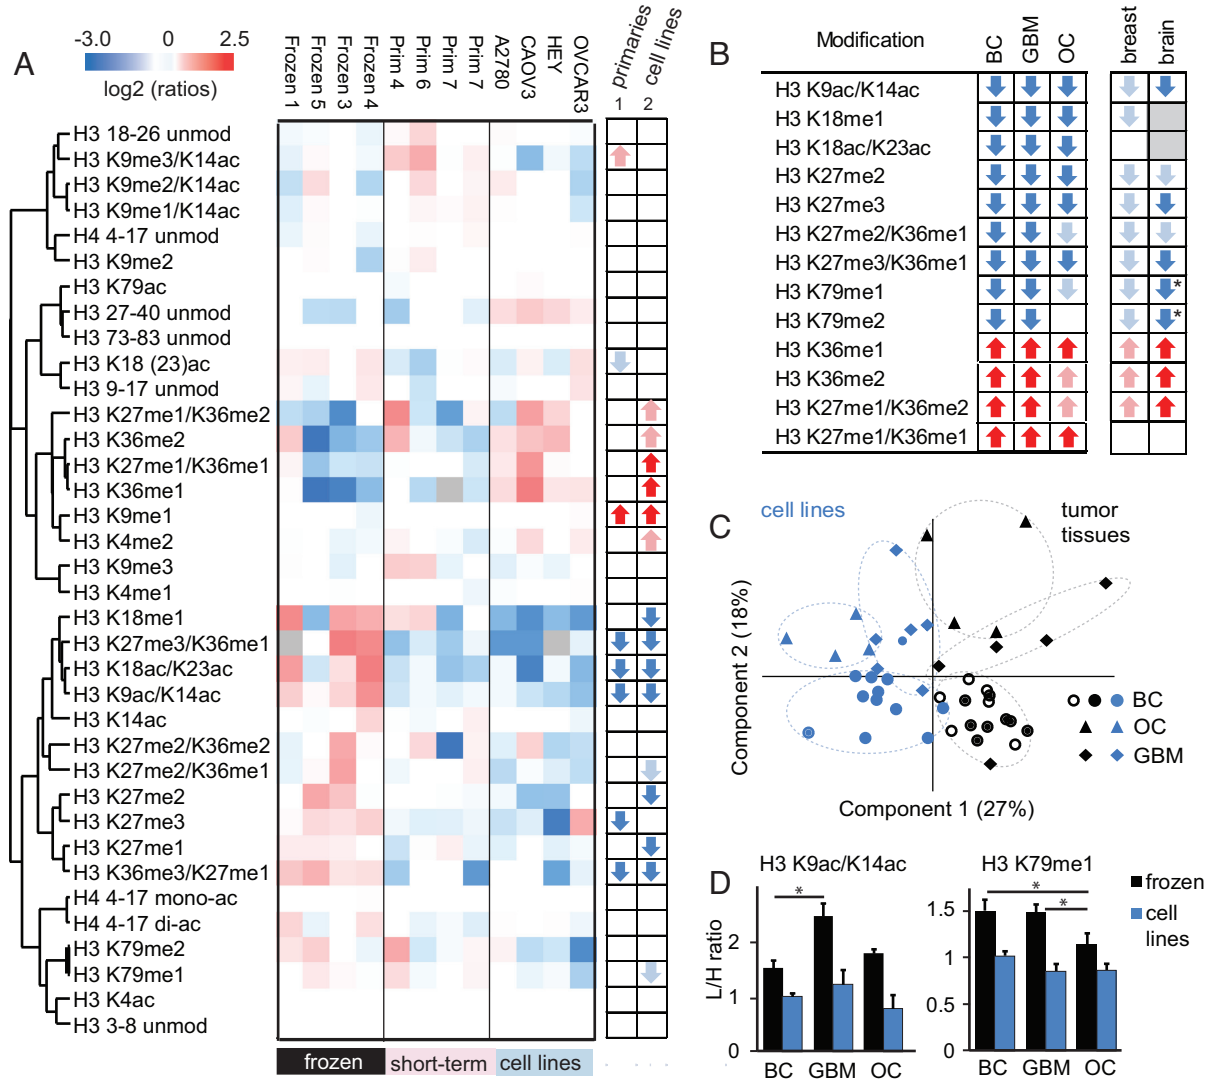 A
-3.0 0 2.5
log2 (ratios)
Frozen 1
Frozen 5
Frozen 3
Frozen 4
Prim 4
Prim 6
Prim 7
Prim 7
A2780
CAOV3
HEY
OVCAR3
primaries
cell lines
1 2
H3 18-26 unmod
H3 K9me3/K14ac
H3 K9me2/K14ac
H3 K9me1/K14ac
H4 4-17 unmod
H3 K9me2
H3 K79ac
H3 27-40 unmod
H3 73-83 unmod
H3 K18 (23)ac
H3 9-17 unmod
H3 K27me1/K36me2
H3 K36me2
H3 K27me1/K36me1
H3 K36me1
H3 K9me1
H3 K4me2
H3 K9me3
H3 K4me1
H3 K18me1
H3 K27me3/K36me1
H3 K18ac/K23ac
H3 K9ac/K14ac
H3 K14ac
H3 K27me2/K36me2
H3 K27me2/K36me1
H3 K27me2
H3 K27me3
H3 K27me1
H3 K36me3/K27me1
H4 4-17 mono-ac
H4 4-17 di-ac
H3 K79me2
H3 K79me1
H3 K4ac
H3 3-8 unmod
frozen short-term cell lines
B
Modification BC GBM OC breast brain
H3 K9ac/K14ac
H3 K18me1
H3 K18ac/K23ac
H3 K27me2
H3 K27me3
H3 K27me2/K36me1
H3 K27me3/K36me1
H3 K79me1 *
H3 K79me2 *
H3 K36me1
H3 K36me2
H3 K27me1/K36me2
H3 K27me1/K36me1
C
cell lines
tumor
tissues
Component 2 (18%)
Component 1 (27%)
BC
OC
GBM
D
H3 K9ac/K14ac
L/H ratio
2
1
0
*
BC GBM OC
H3 K79me1
1.5
1
0.5
0
*
*
BC GBM OC
frozen
cell
lines